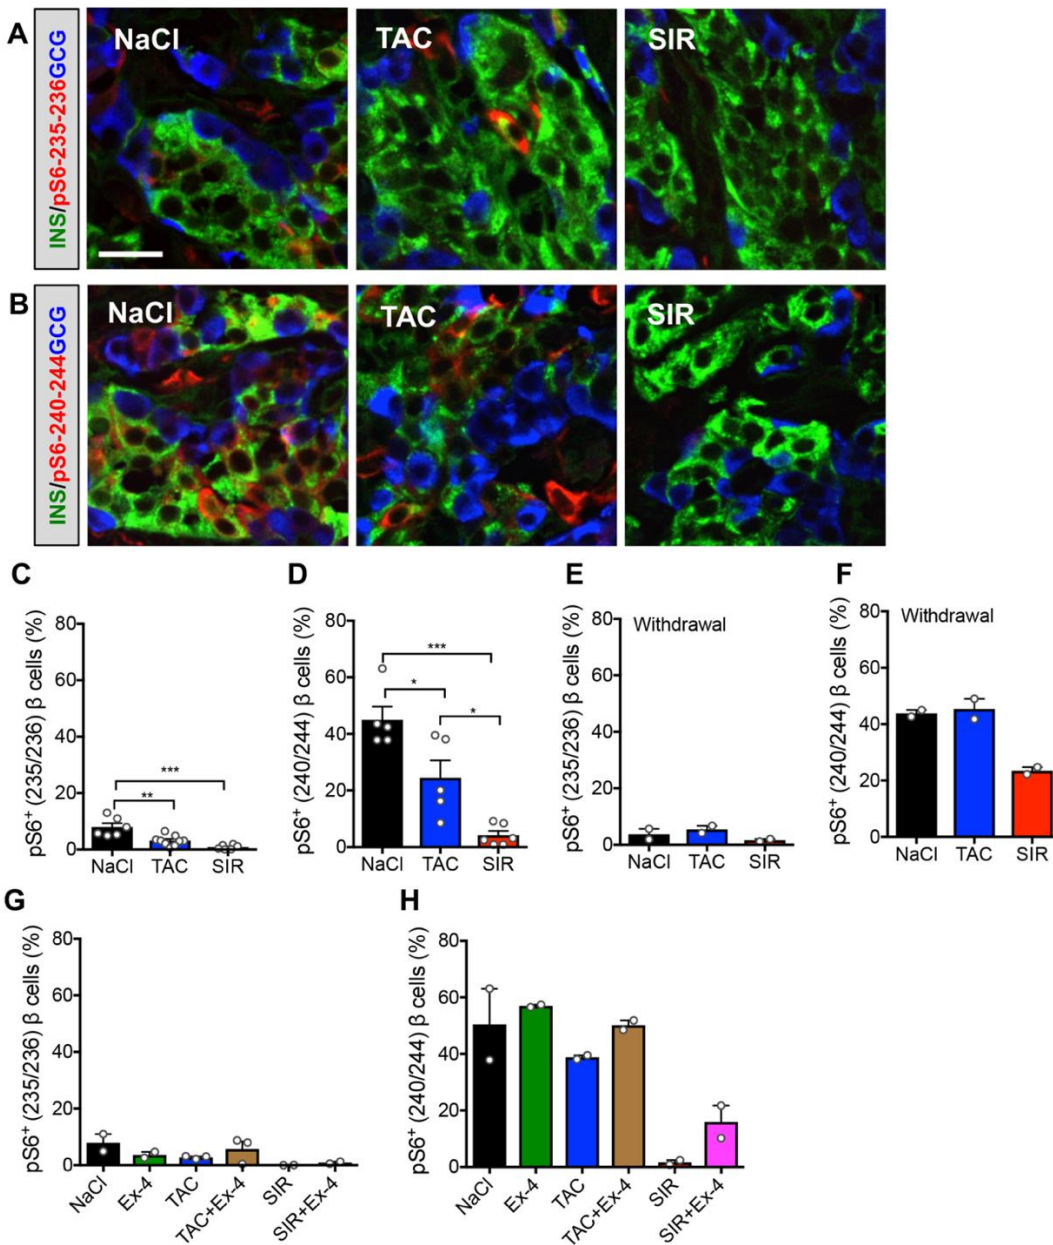 A
INS/pS6-235-236GCG
NaCl
TAC
SIR
B
INS/pS6-240-244GCG
NaCl
TAC
SIR
C
pS6+ (235/236) β cells (%)
80
60
40
20
0
***
**
NaCl
TAC
SIR
D
pS6+ (240/244) β cells (%)
80
60
40
20
0
***
*
*
NaCl
TAC
SIR
E
pS6+ (235/236) β cells (%)
80
60
40
20
0
Withdrawal
NaCl
TAC
SIR
F
pS6+ (240/244) β cells (%)
80
60
40
20
0
Withdrawal
NaCl
TAC
SIR
G
pS6+ (235/236) β cells (%)
80
60
40
20
0
NaCl
Ex-4
TAC
TAC+Ex-4
SIR
SIR+Ex-4
H
pS6+ (240/244) β cells (%)
80
60
40
20
0
NaCl
Ex-4
TAC
TAC+Ex-4
SIR
SIR+Ex-4